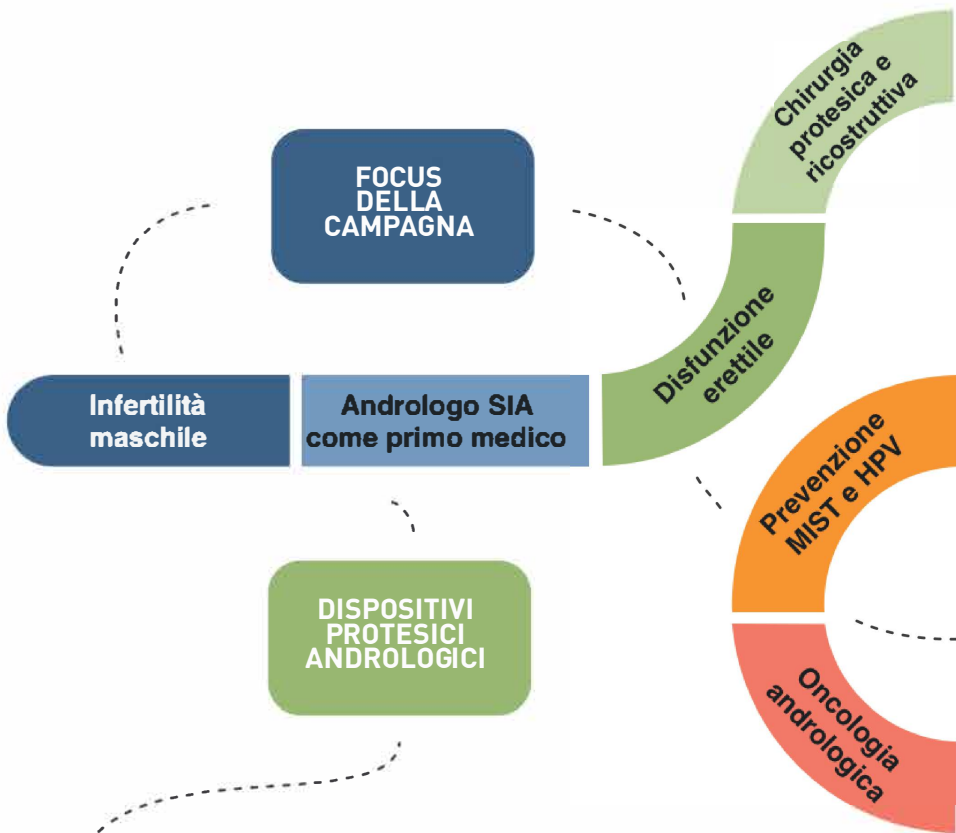 Chirurgia
protesica e
ricostruttiva
FOCUS
DELLA
CAMPAGNA
Disfunzione
erettile
Infertilità
maschile
Andrologo SIA
come primo medico
Prevenzione
MIST e HPV
DISPOSITIVI
PROTESICI
ANDROLOGICI
Oncologia
andrologica